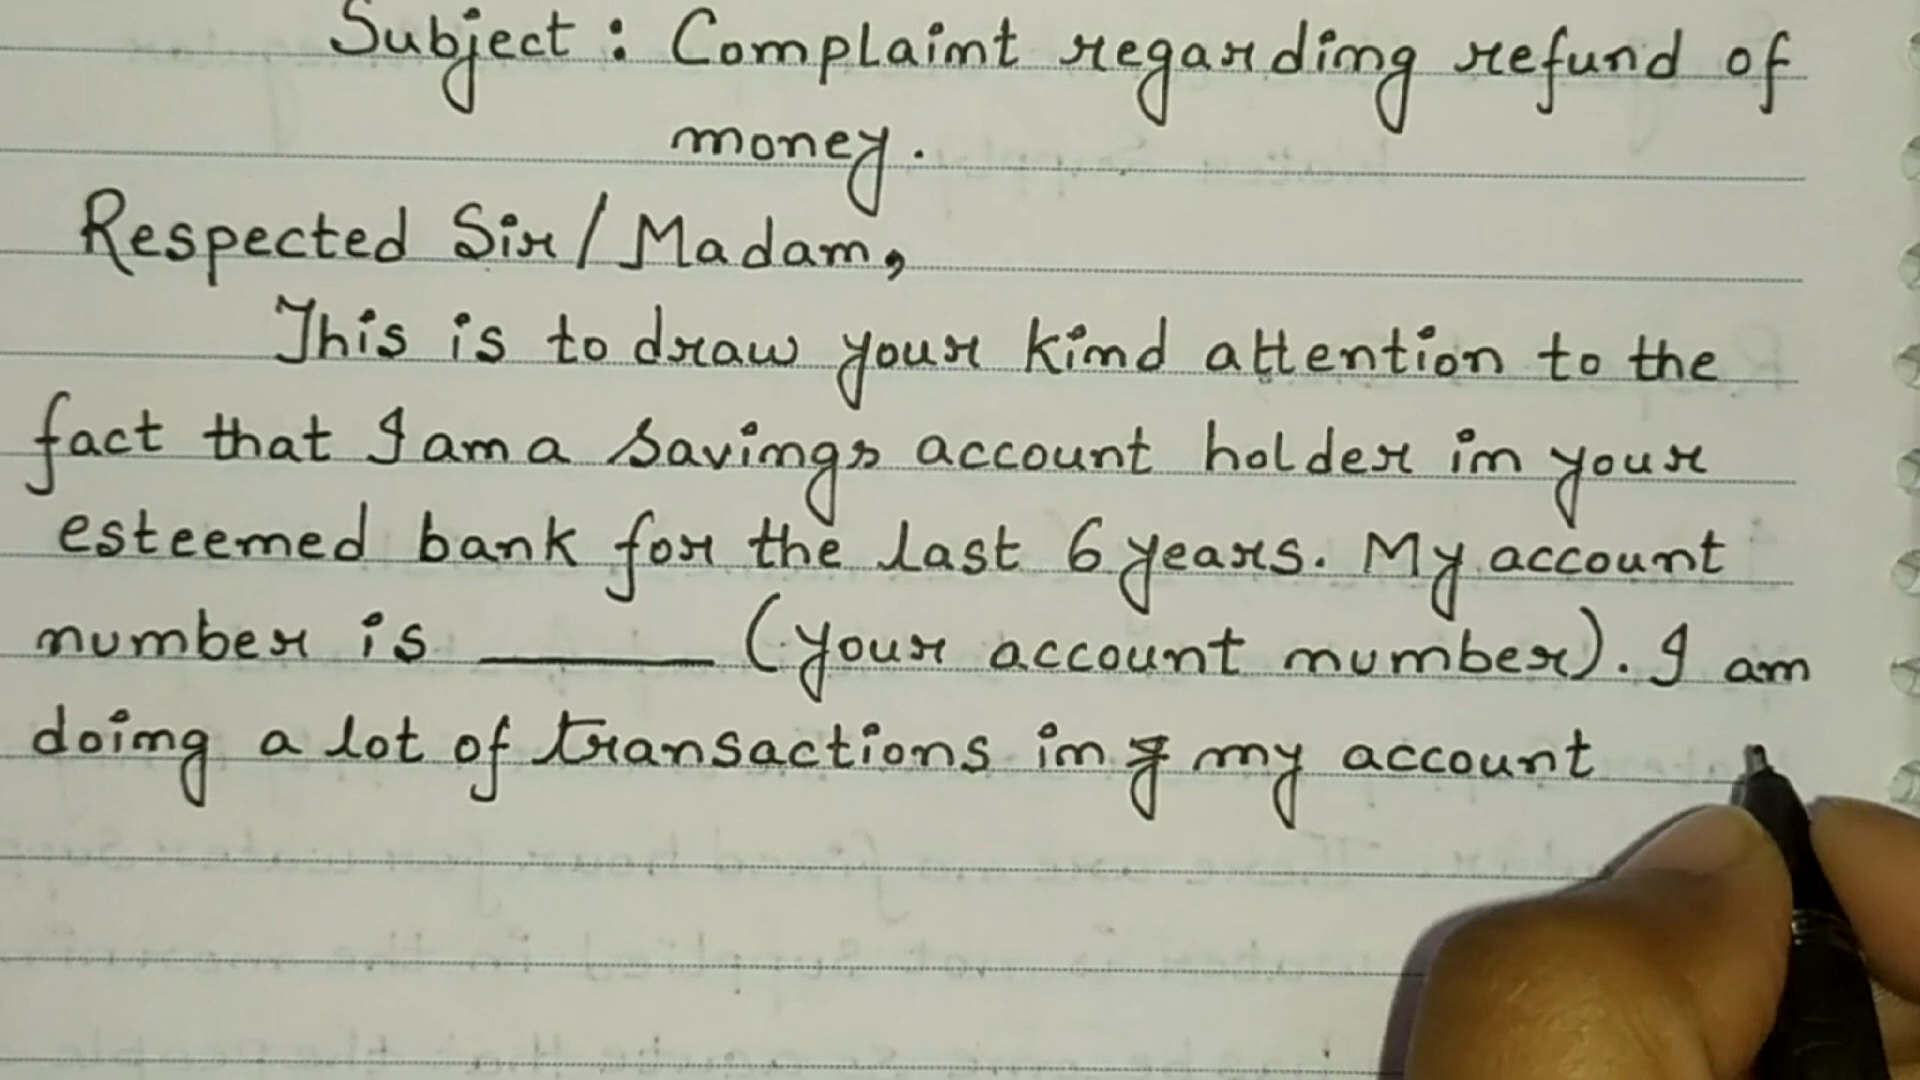 Subject : Complaint regarding refund of
money.
Respected Sir/Madam,
This is to draw your kind attention to the
fact that I am a savings account holder in your
esteemed bank for the last 6 years. My account
number is ______ (your account number). I am
doing a lot of transactions in my account